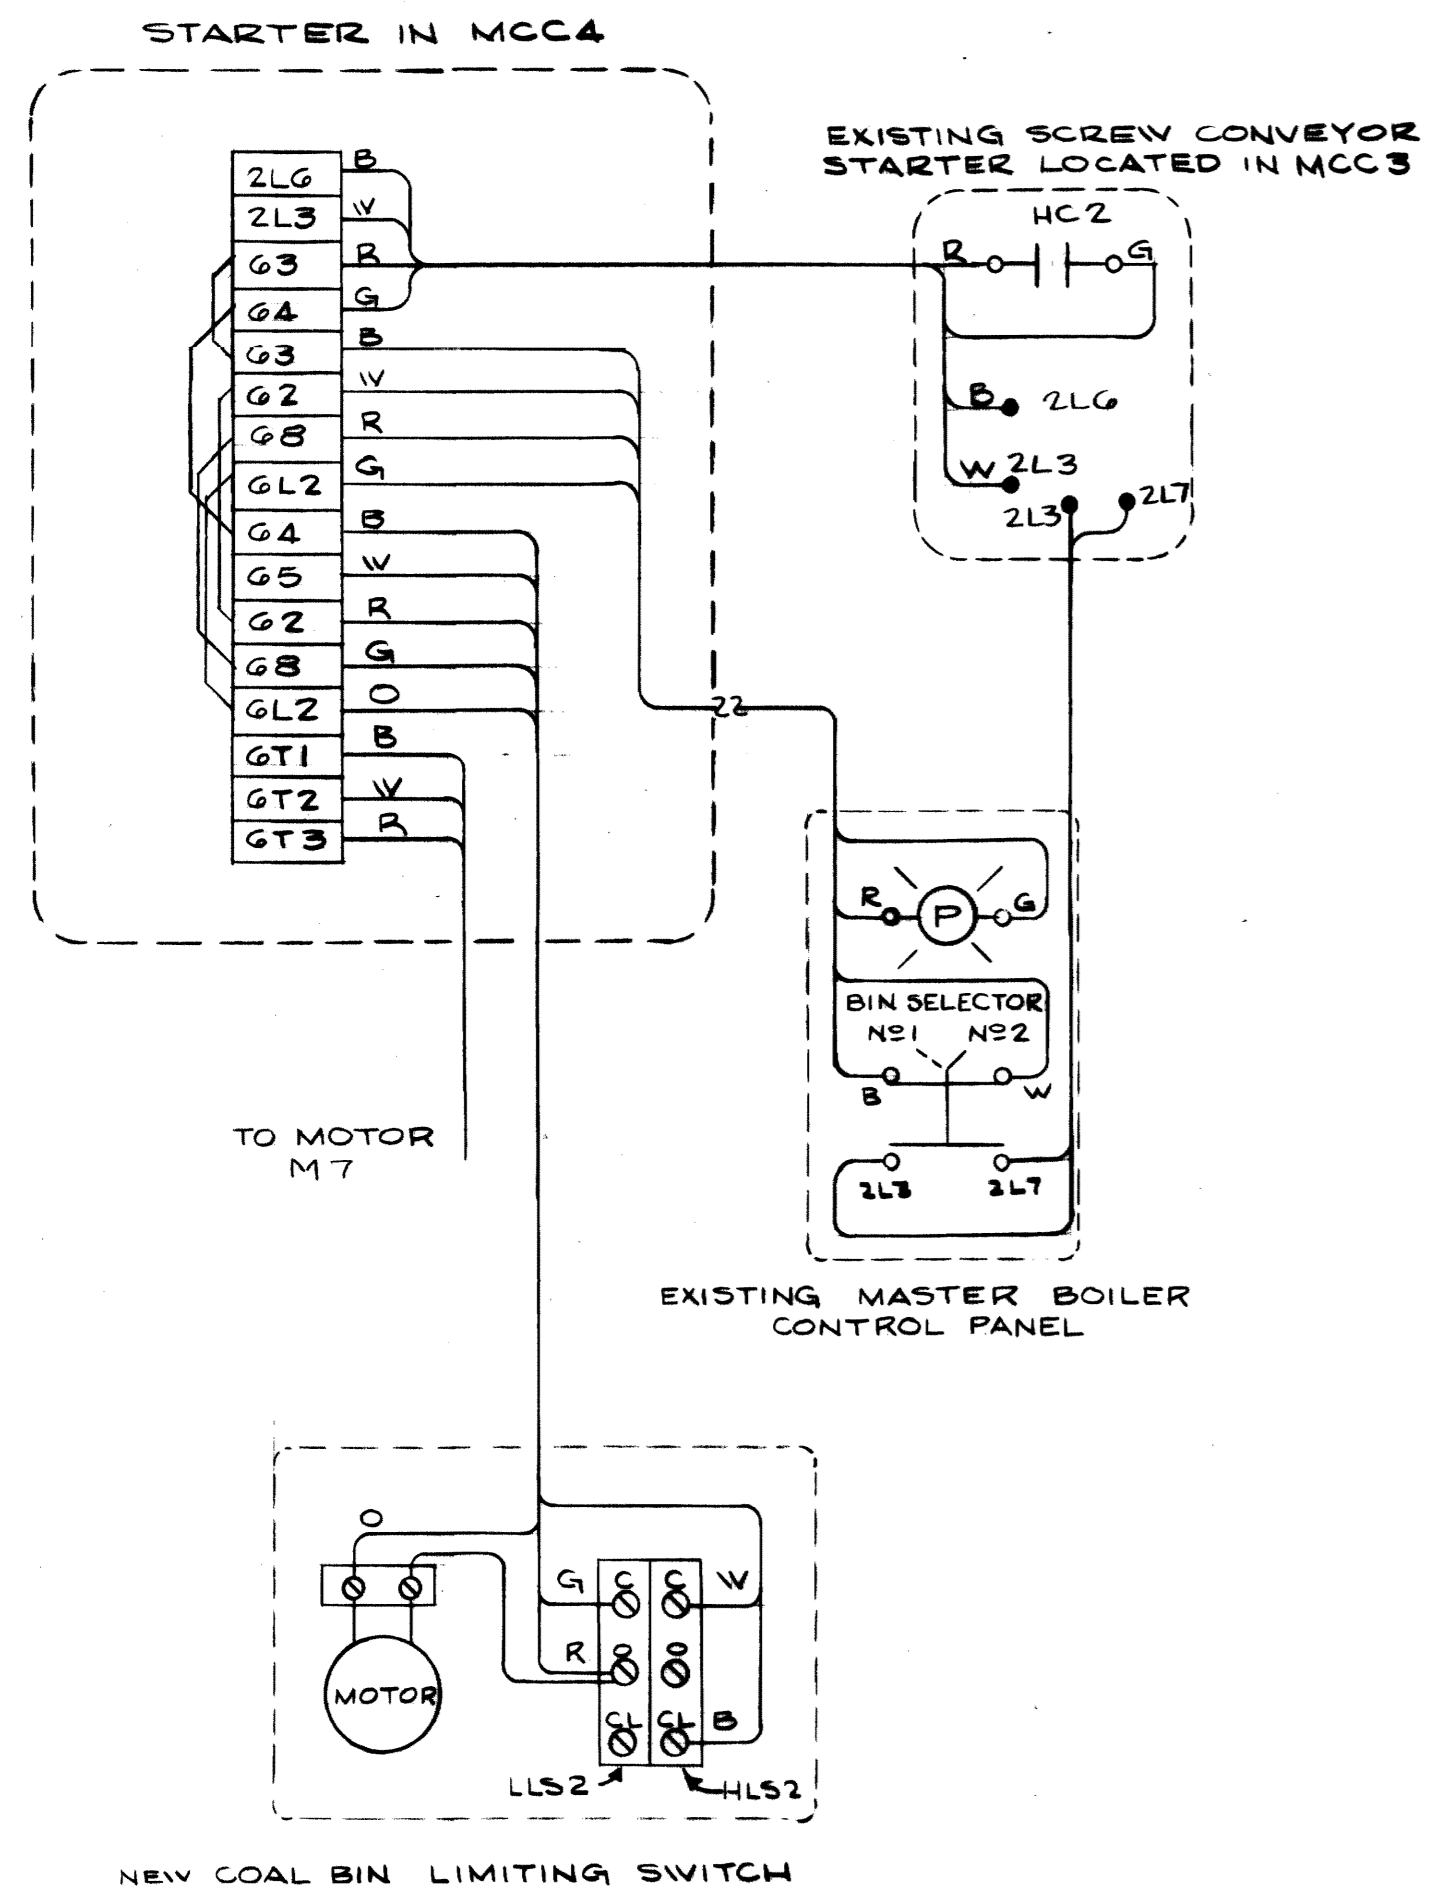 STARTER IN MCC4
EXISTING SCREW CONVEYOR
STARTER LOCATED IN MCC3
HC2
R
G
B 2L6
W 2L3
2L3
2L7
2L6 B
2L3 W
63 R
64 G
63 B
62 W
68 R
6L2 G
64 B
65 W
62 R
68 G
6L2 O
6T1 B
6T2 W
6T3 R
22
R P G
BIN SELECTOR
Nº1 Nº2
B W
2L3 2L7
EXISTING MASTER BOILER
CONTROL PANEL
TO MOTOR
M7
O
G C C W
R O O
MOTOR
CL CL B
LLS2 HLS2
NEW COAL BIN LIMITING SWITCH